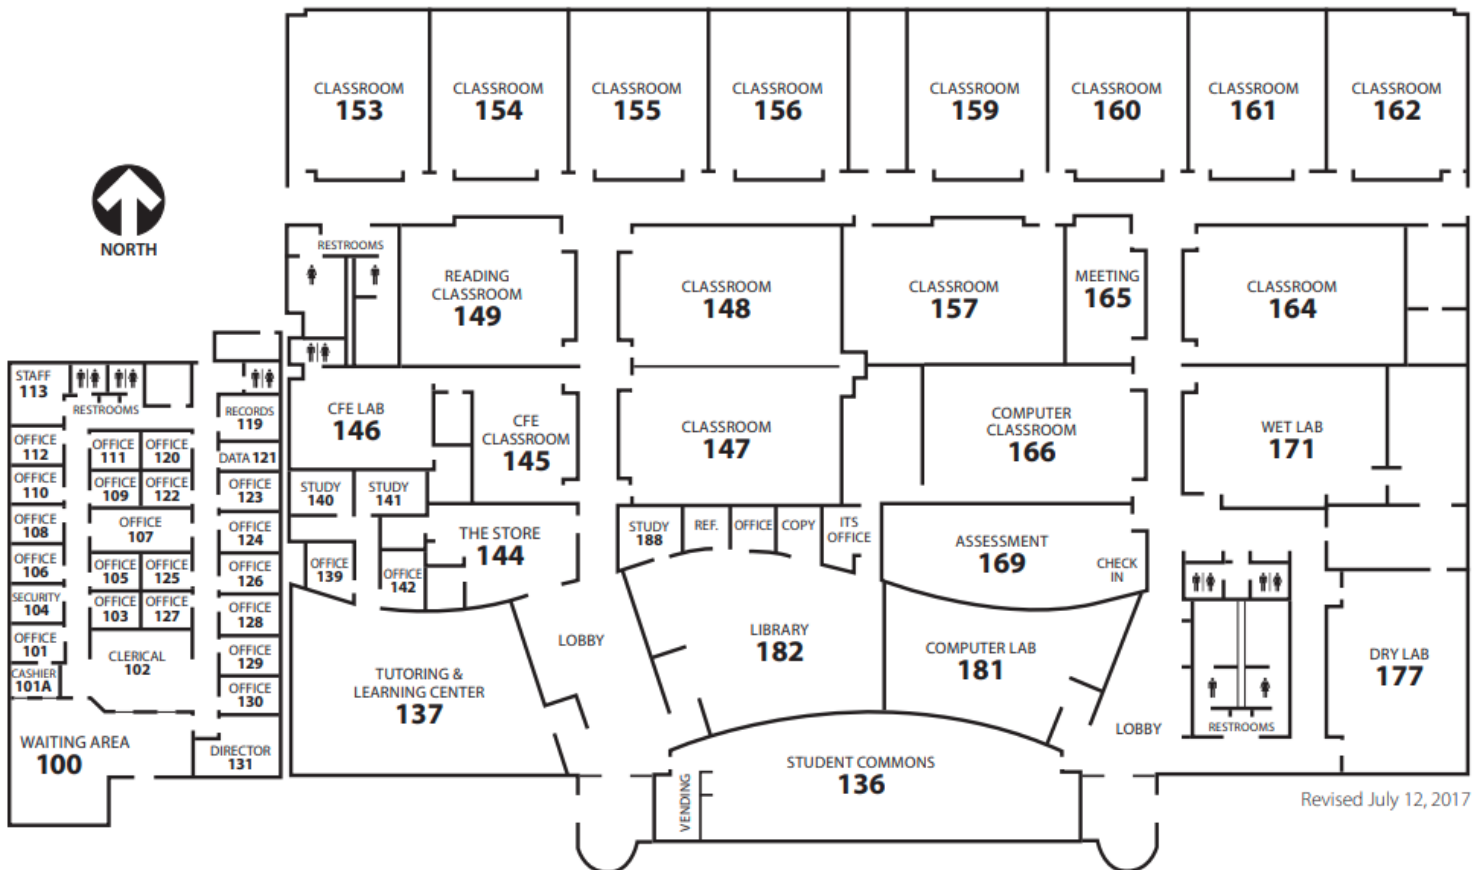 CLASSROOM
153
CLASSROOM
154
CLASSROOM
155
CLASSROOM
156
CLASSROOM
159
CLASSROOM
160
CLASSROOM
161
CLASSROOM
162
NORTH
RESTROOMS
READING
CLASSROOM
149
CLASSROOM
148
CLASSROOM
157
MEETING
165
CLASSROOM
164
STAFF
113
RESTROOMS
RECORDS
119
CFE LAB
146
CFE
CLASSROOM
145
CLASSROOM
147
COMPUTER
CLASSROOM
166
WET LAB
171
OFFICE
112
OFFICE
111
OFFICE
120
DATA 121
OFFICE
110
OFFICE
109
OFFICE
122
OFFICE
123
STUDY
140
STUDY
141
OFFICE
108
OFFICE
107
OFFICE
124
THE STORE
144
STUDY
188
REF.
OFFICE
COPY
ITS
OFFICE
ASSESSMENT
169
CHECK
IN
OFFICE
106
OFFICE
105
OFFICE
125
OFFICE
126
OFFICE
139
OFFICE
142
SECURITY
104
OFFICE
103
OFFICE
127
OFFICE
128
OFFICE
101
CLERICAL
102
OFFICE
129
LOBBY
LIBRARY
182
COMPUTER LAB
181
DRY LAB
177
CASHIER
101A
OFFICE
130
TUTORING &
LEARNING CENTER
137
WAITING AREA
100
DIRECTOR
131
LOBBY
RESTROOMS
STUDENT COMMONS
136
VENDING
Revised July 12, 2017